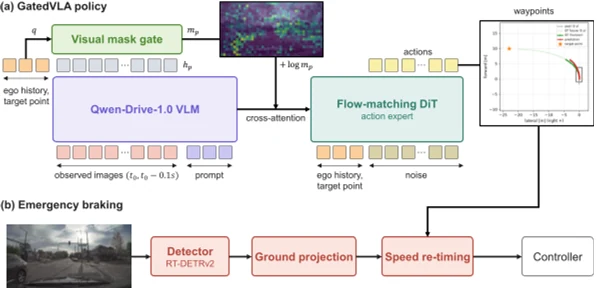 (a) GatedVLA policy
q
Visual mask gate
m_p
h_p
ego history,
target point
+ log m_p
Qwen-Drive-1.0 VLM
cross-attention
actions
Flow-matching DiT
action expert
waypoints
target point
observed images (t_0, t_0 − 0.1s)
prompt
ego history,
target point
noise
(b) Emergency braking
Detector
RT-DETRv2
Ground projection
Speed re-timing
Controller